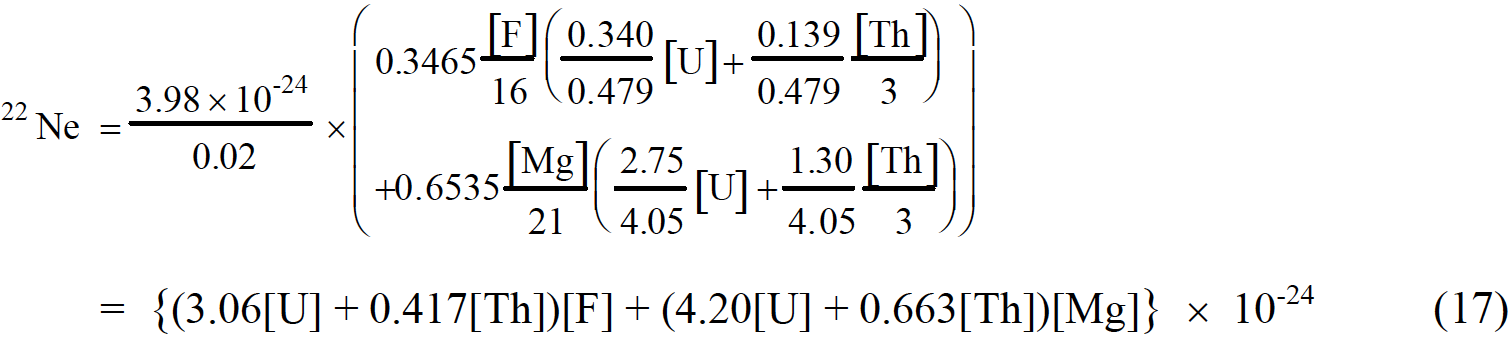 ²² Ne = 3.98 × 10⁻²⁴ / 0.02 × ( 0.3465 [F]/16 ( 0.340/0.479 [U] + 0.139/0.479 [Th]/3 )
+0.6535 [Mg]/21 ( 2.75/4.05 [U] + 1.30/4.05 [Th]/3 ) )
= {(3.06[U] + 0.417[Th])[F] + (4.20[U] + 0.663[Th])[Mg]} × 10⁻²⁴ (17)